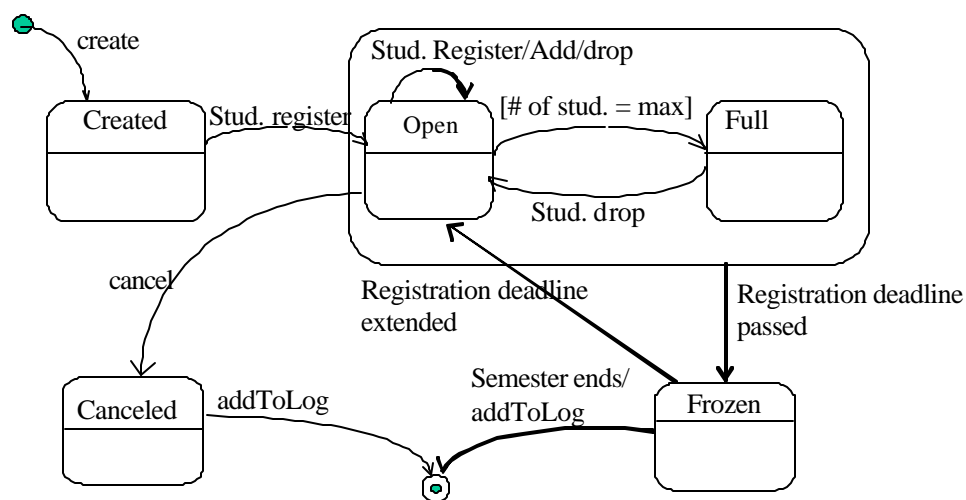 create
Stud. Register/Add/drop
Created
Stud. register
Open
[# of stud. = max]
Full
Stud. drop
cancel
Registration deadline
extended
Registration deadline
passed
Canceled
addToLog
Semester ends/
addToLog
Frozen